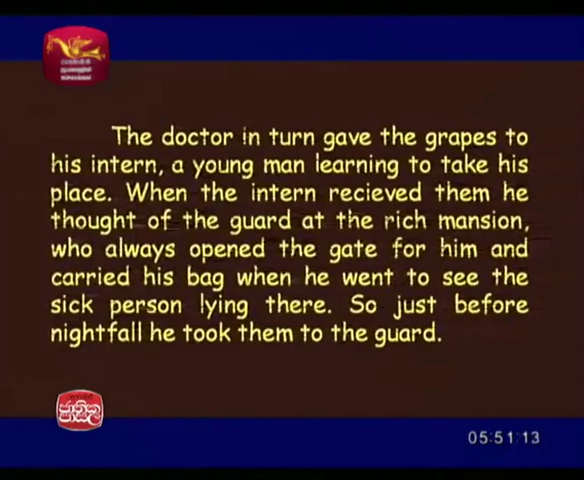 The doctor in turn gave the grapes to
his intern, a young man learning to take his
place. When the intern recieved them he
thought of the guard at the rich mansion,
who always opened the gate for him and
carried his bag when he went to see the
sick person lying there. So just before
nightfall he took them to the guard.
ජාතික
05:51:13